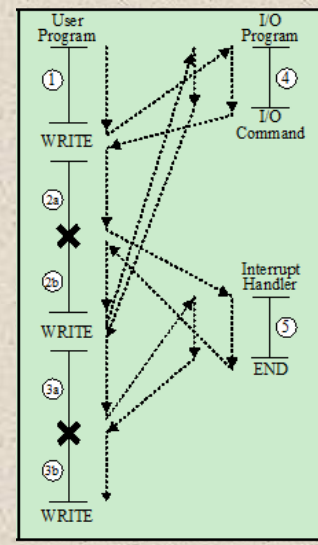 User
Program
1
WRITE
2a
2b
WRITE
3a
3b
WRITE
I/O
Program
4
I/O
Command
Interrupt
Handler
5
END